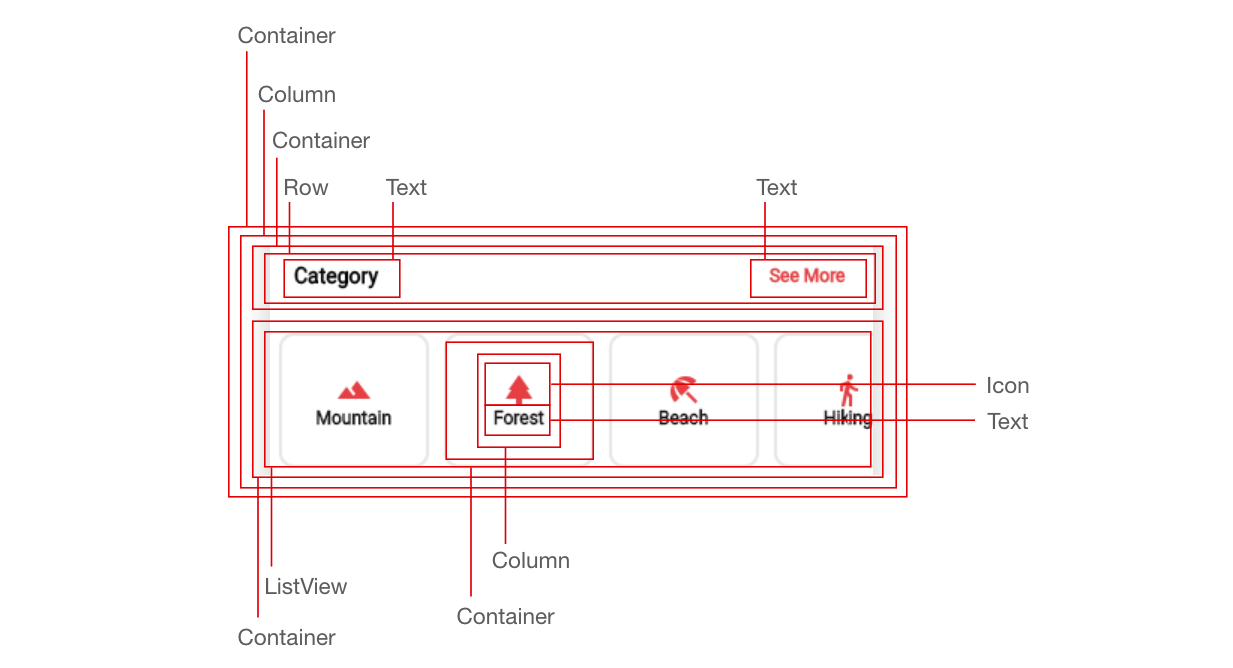 Container
Column
Container
Row Text Text
Category See More
Icon
Mountain Forest Beach Hiking
Text
Column
ListView
Container
Container